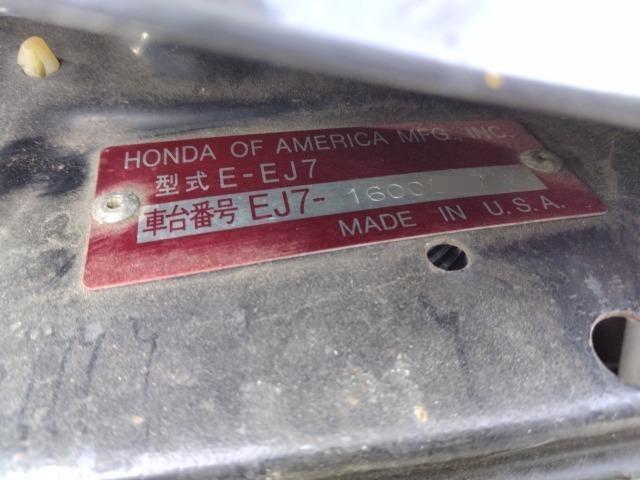 HONDA OF AMERICA MFG., INC.
型式 E-EJ7
車台番号 EJ7-
MADE IN U.S.A.